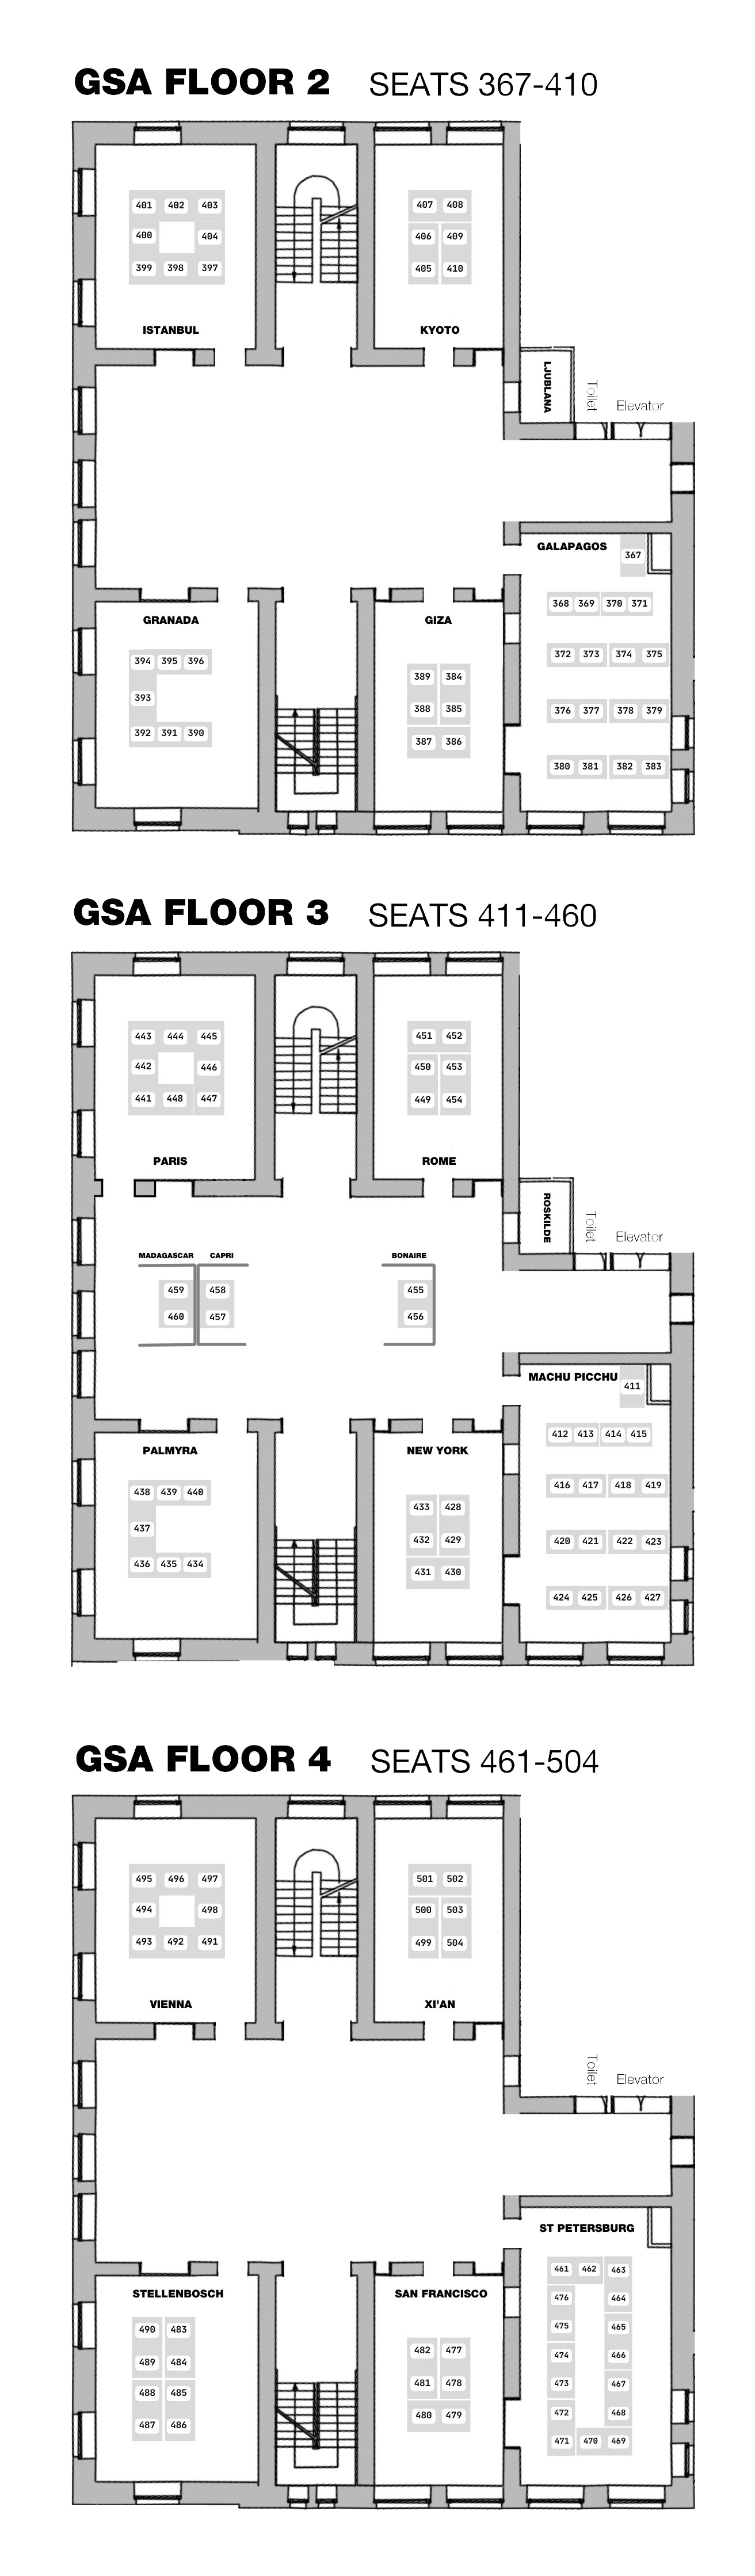 GSA FLOOR 2 SEATS 367-410
401 402 403
400 404
399 398 397
ISTANBUL
407 408
406 409
405 410
KYOTO
LJUBLANA
Toilet
Elevator
GRANADA
394 395 396
393
392 391 390
GIZA
389 384
388 385
387 386
GALAPAGOS
367
368 369 370 371
372 373 374 375
376 377 378 379
380 381 382 383
GSA FLOOR 3 SEATS 411-460
443 444 445
442 446
441 448 447
PARIS
451 452
450 453
449 454
ROME
ROSKILDE
Toilet
Elevator
MADAGASCAR CAPRI BONAIRE
459 458 455
460 457 456
PALMYRA
438 439 440
437
436 435 434
NEW YORK
433 428
432 429
431 430
MACHU PICCHU
411
412 413 414 415
416 417 418 419
420 421 422 423
424 425 426 427
GSA FLOOR 4 SEATS 461-504
495 496 497
494 498
493 492 491
VIENNA
501 502
500 503
499 504
XI'AN
Toilet
Elevator
STELLENBOSCH
490 483
489 484
488 485
487 486
SAN FRANCISCO
482 477
481 478
480 479
ST PETERSBURG
461 462 463
476 464
475 465
474 466
473 467
472 468
471 470 469